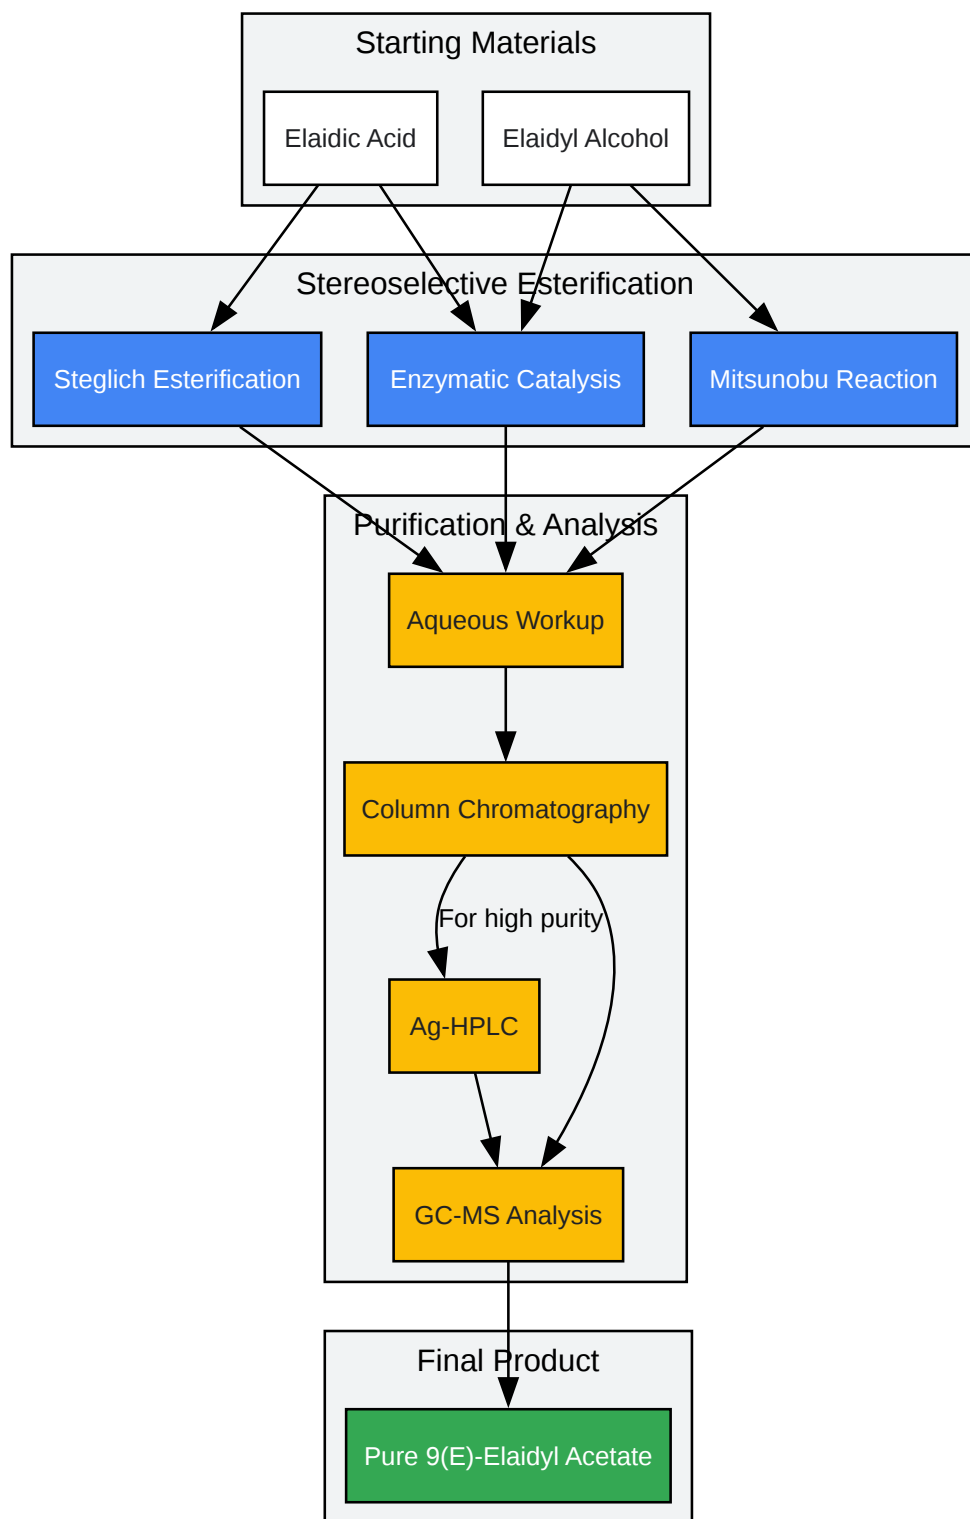 Starting Materials
Elaidic Acid
Elaidyl Alcohol
Stereoselective Esterification
Steglich Esterification
Enzymatic Catalysis
Mitsunobu Reaction
Purification & Analysis
Aqueous Workup
Column Chromatography
For high purity
Ag-HPLC
GC-MS Analysis
Final Product
Pure 9(E)-Elaidyl Acetate